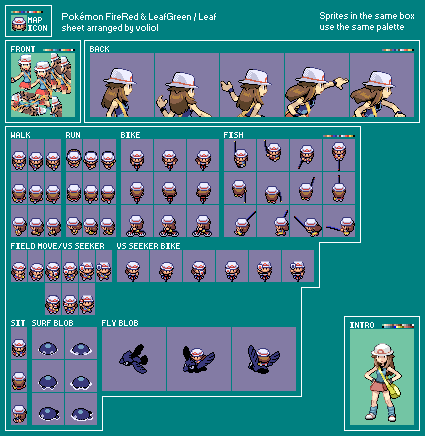 MAP
ICON
Pokémon FireRed & LeafGreen / Leaf
sheet arranged by voliol
Sprites in the same box
use the same palette
FRONT
BACK
WALK
RUN
BIKE
FISH
FIELD MOVE/VS SEEKER
VS SEEKER BIKE
SIT
SURF BLOB
FLY BLOB
INTRO